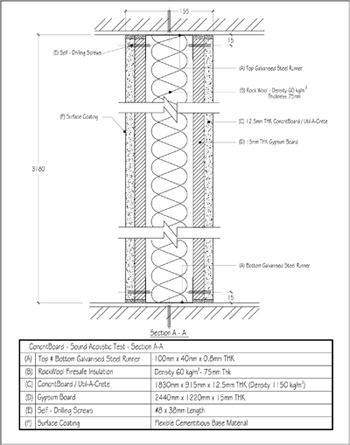 155
15
(E) Self - Drilling Screws
(A) Top Galvanised Steel Runner
(B) Rock Wool - Density 60 kg/m³
Thickness 75mm
(F) Surface Coating
(C) 12.5mm THK ConcrtBoard / Util-A-Crete
(D) 15mm THK Gypsum Board
3180
(A) Bottom Galvanised Steel Runner
15
Section A - A
ConcrtBoard - Sound Acoustic Test - Section A-A
(A) Top & Bottom Galvanised Steel Runner 100mm x 40mm x 0.8mm THK
(B) RockWool Firesafe Insulation Density 60 kg/m³- 75mm Thk
(C) ConcrtBoard / Util-A-Crete 1830mm x 915mm x 12.5mm THK (Density 1150 kg/m³)
(D) Gypsum Board 2440mm x 1220mm x 15mm THK
(E) Self - Drilling Screws #8 x 38mm Length
(F) Surface Coating Flexible Cementitious Base Material